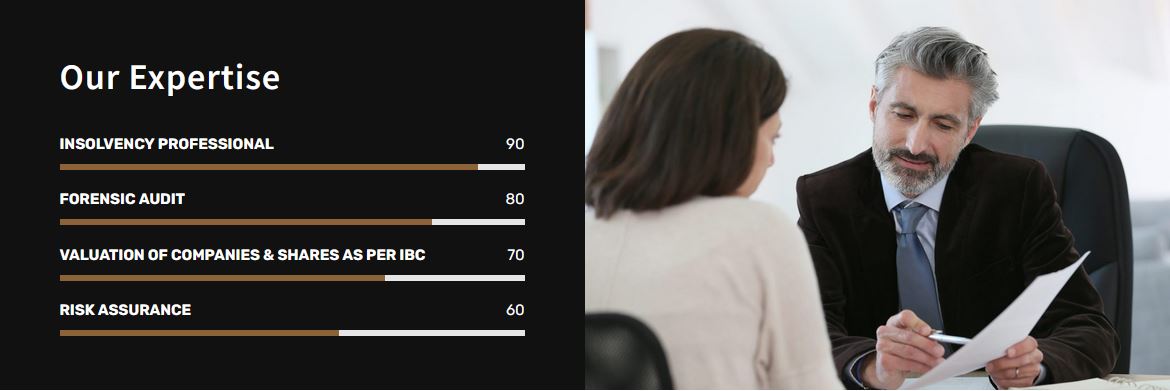 Our Expertise
INSOLVENCY PROFESSIONAL 90
FORENSIC AUDIT 80
VALUATION OF COMPANIES & SHARES AS PER IBC 70
RISK ASSURANCE 60